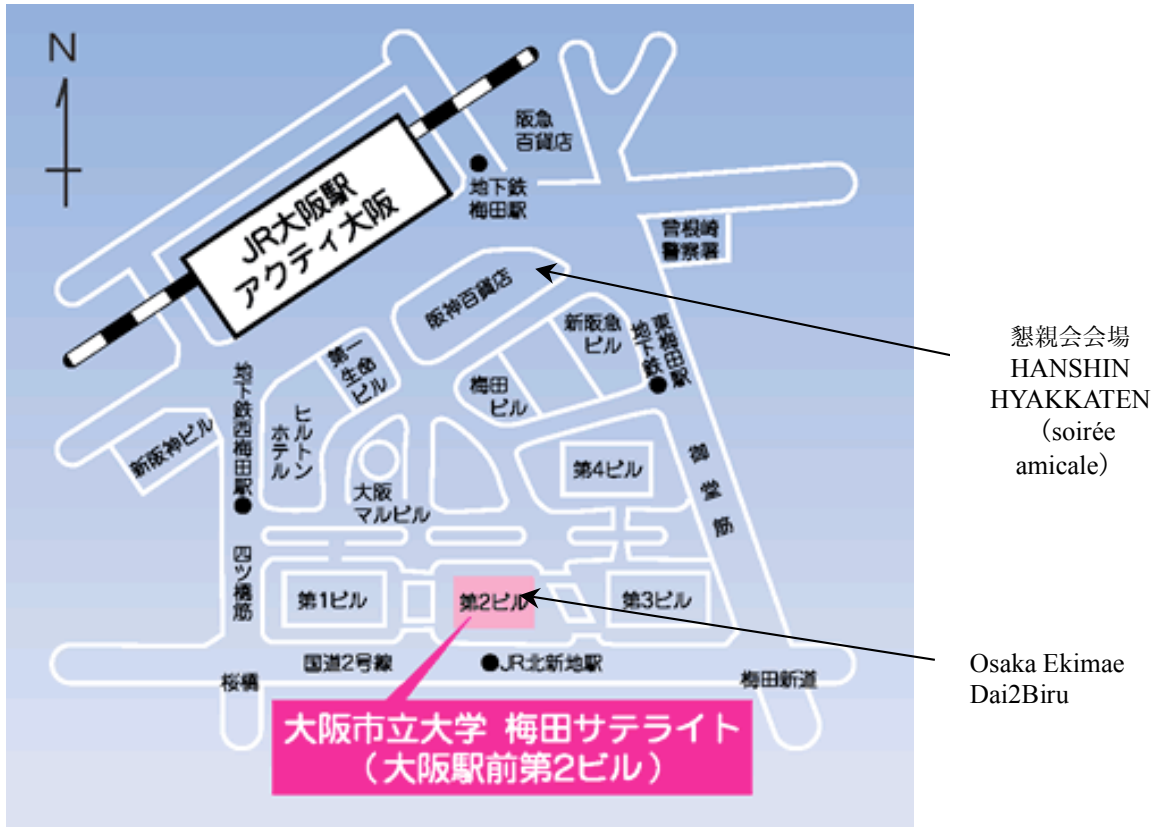 N
阪急
百貨店
地下鉄
梅田駅
JR大阪駅
アクティ大阪
曾根崎
警察署
阪神百貨店
新阪急
ビル
地下鉄
東梅田駅
第一
生命
ビル
梅田
ビル
懇親会会場
HANSHIN
HYAKKATEN
（soirée
amicale）
地下鉄西梅田駅
新阪神ビル
ヒルトン
ホテル
大阪
マルビル
第4ビル
御堂筋
四ツ橋筋
第1ビル
第2ビル
第3ビル
国道2号線
JR北新地駅
桜橋
梅田新道
Osaka Ekimae
Dai2Biru
大阪市立大学 梅田サテライト
（大阪駅前第2ビル）